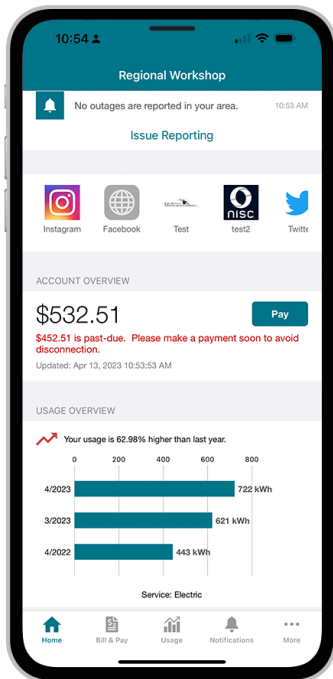 10:54
Regional Workshop
No outages are reported in your area. 10:53 AM
Issue Reporting
Instagram Facebook Test test2 Twitte
nisc
ACCOUNT OVERVIEW
$532.51 Pay
$452.51 is past-due. Please make a payment soon to avoid
disconnection.
Updated: Apr 13, 2023 10:53:53 AM
USAGE OVERVIEW
Your usage is 62.98% higher than last year.
0 200 400 600 800
4/2023 722 kWh
3/2023 621 kWh
4/2022 443 kWh
Service: Electric
Home Bill & Pay Usage Notifications More